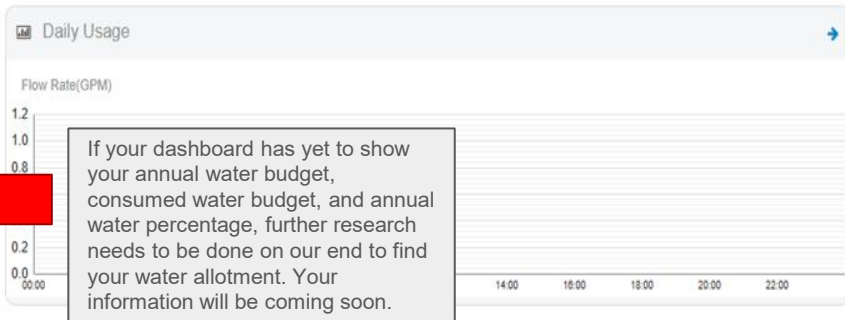 Daily Usage
Flow Rate(GPM)
1.2
1.0
0.8
0.2
0.0
00:00
14:00
16:00
18:00
20:00
22:00
If your dashboard has yet to show
your annual water budget,
consumed water budget, and annual
water percentage, further research
needs to be done on our end to find
your water allotment. Your
information will be coming soon.